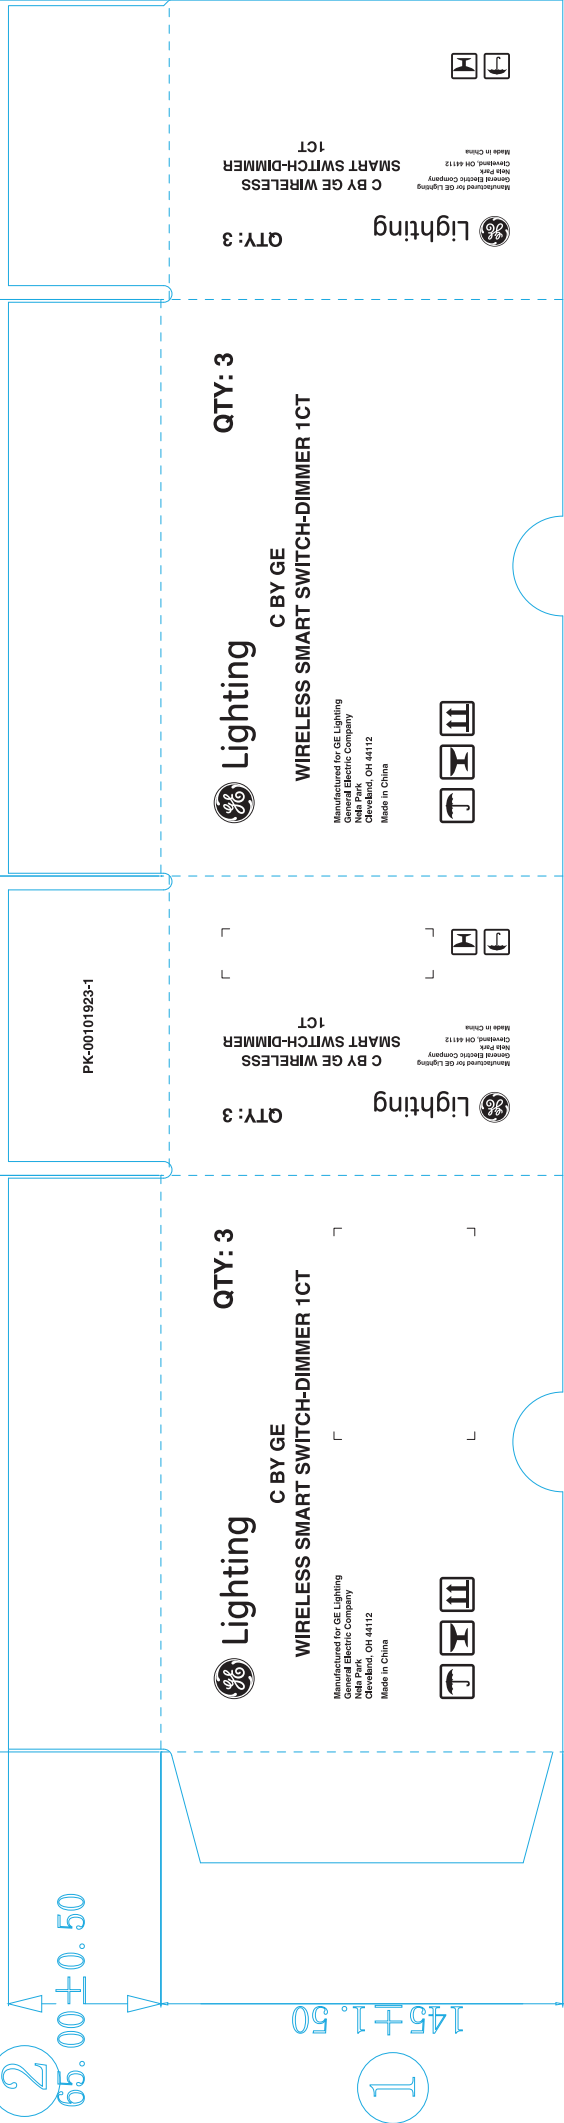 Made in China
Cleveland, OH 44112
Nela Park
General Electric Company
Manufactured for GE Lighting
C BY GE WIRELESS
SMART SWITCH-DIMMER
1CT
QTY: 3
GE Lighting
QTY: 3
C BY GE
WIRELESS SMART SWITCH-DIMMER 1CT
GE Lighting
Manufactured for GE Lighting
General Electric Company
Nela Park
Cleveland, OH 44112
Made in China
PK-00101923-1
C BY GE WIRELESS
SMART SWITCH-DIMMER
1CT
Manufactured for GE Lighting
General Electric Company
Nela Park
Cleveland, OH 44112
Made in China
QTY: 3
GE Lighting
QTY: 3
C BY GE
WIRELESS SMART SWITCH-DIMMER 1CT
GE Lighting
Manufactured for GE Lighting
General Electric Company
Nela Park
Cleveland, OH 44112
Made in China
65.00±0.50
2
145±1.50
1